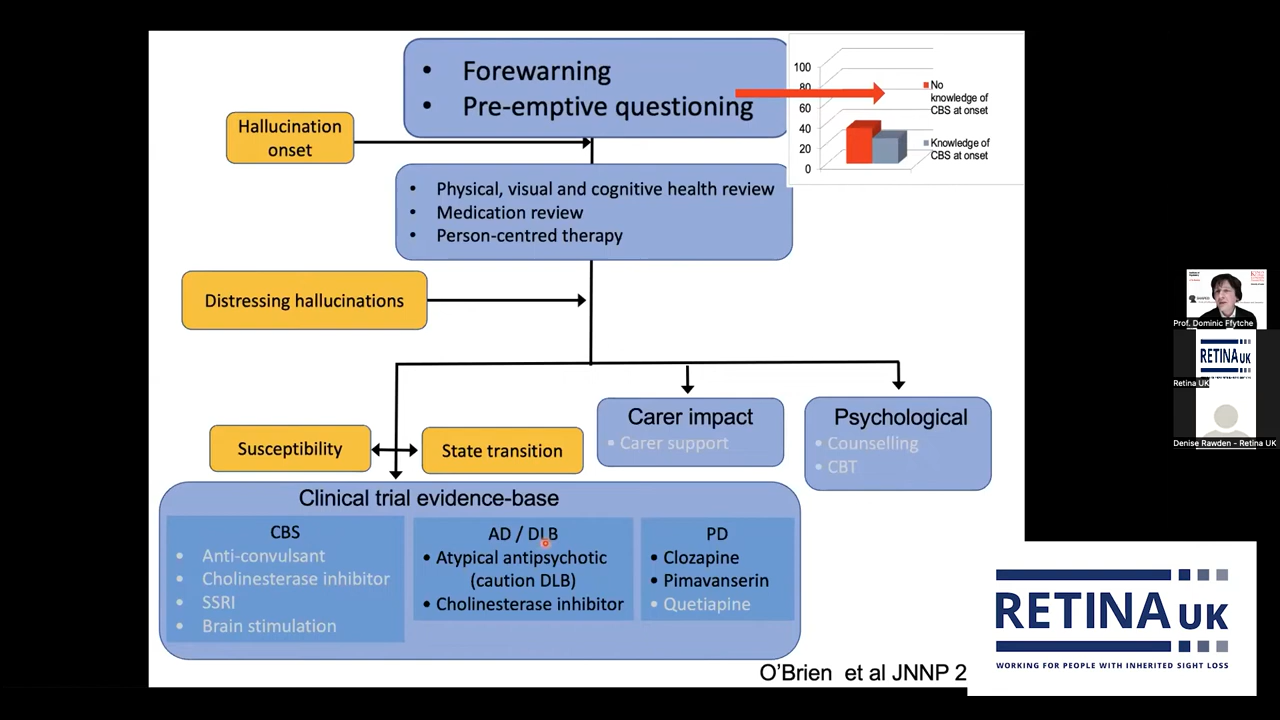 • Forewarning
• Pre-emptive questioning
100
80
60
40
20
0
No
knowledge of
CBS at onset
Knowledge of
CBS at onset
Hallucination
onset
• Physical, visual and cognitive health review
• Medication review
• Person-centred therapy
Distressing hallucinations
Carer impact
• Carer support
Psychological
• Counselling
• CBT
Susceptibility
State transition
Clinical trial evidence-base
CBS
• Anti-convulsant
• Cholinesterase inhibitor
• SSRI
• Brain stimulation
AD / DLB
• Atypical antipsychotic
(caution DLB)
• Cholinesterase inhibitor
PD
• Clozapine
• Pimavanserin
• Quetiapine
O'Brien et al JNNP 2
Prof. Dominic Ffytche
RETINA UK
Retina UK
Denise Rawden - Retina UK
RETINA UK
WORKING FOR PEOPLE WITH INHERITED SIGHT LOSS